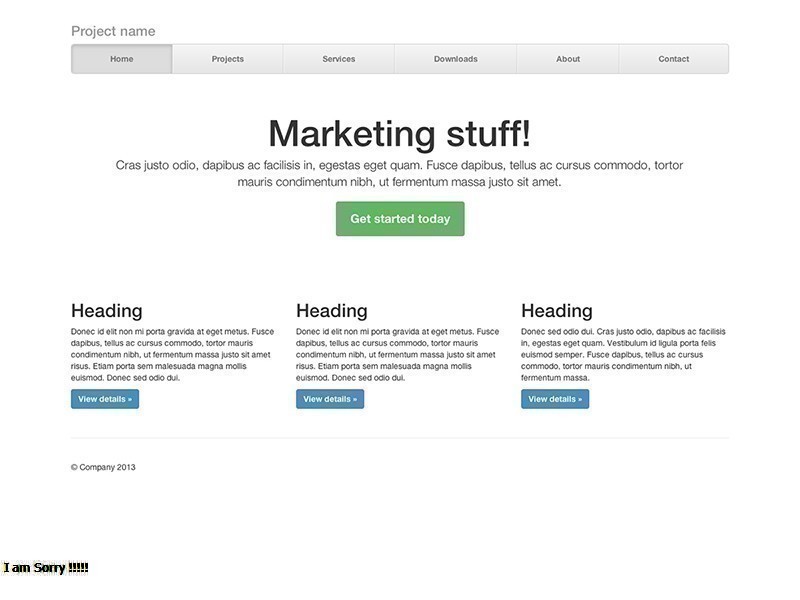 Project name
Home Projects Services Downloads About Contact
Marketing stuff!
Cras justo odio, dapibus ac facilisis in, egestas eget quam. Fusce dapibus, tellus ac cursus commodo, tortor
mauris condimentum nibh, ut fermentum massa justo sit amet.
Get started today
Heading
Donec id elit non mi porta gravida at eget metus. Fusce
dapibus, tellus ac cursus commodo, tortor mauris
condimentum nibh, ut fermentum massa justo sit amet
risus. Etiam porta sem malesuada magna mollis
euismod. Donec sed odio dui.
View details »
Heading
Donec id elit non mi porta gravida at eget metus. Fusce
dapibus, tellus ac cursus commodo, tortor mauris
condimentum nibh, ut fermentum massa justo sit amet
risus. Etiam porta sem malesuada magna mollis
euismod. Donec sed odio dui.
View details »
Heading
Donec sed odio dui. Cras justo odio, dapibus ac facilisis
in, egestas eget quam. Vestibulum id ligula porta felis
euismod semper. Fusce dapibus, tellus ac cursus
commodo, tortor mauris condimentum nibh, ut
fermentum massa.
View details »
© Company 2013
I am Sorry !!!!!